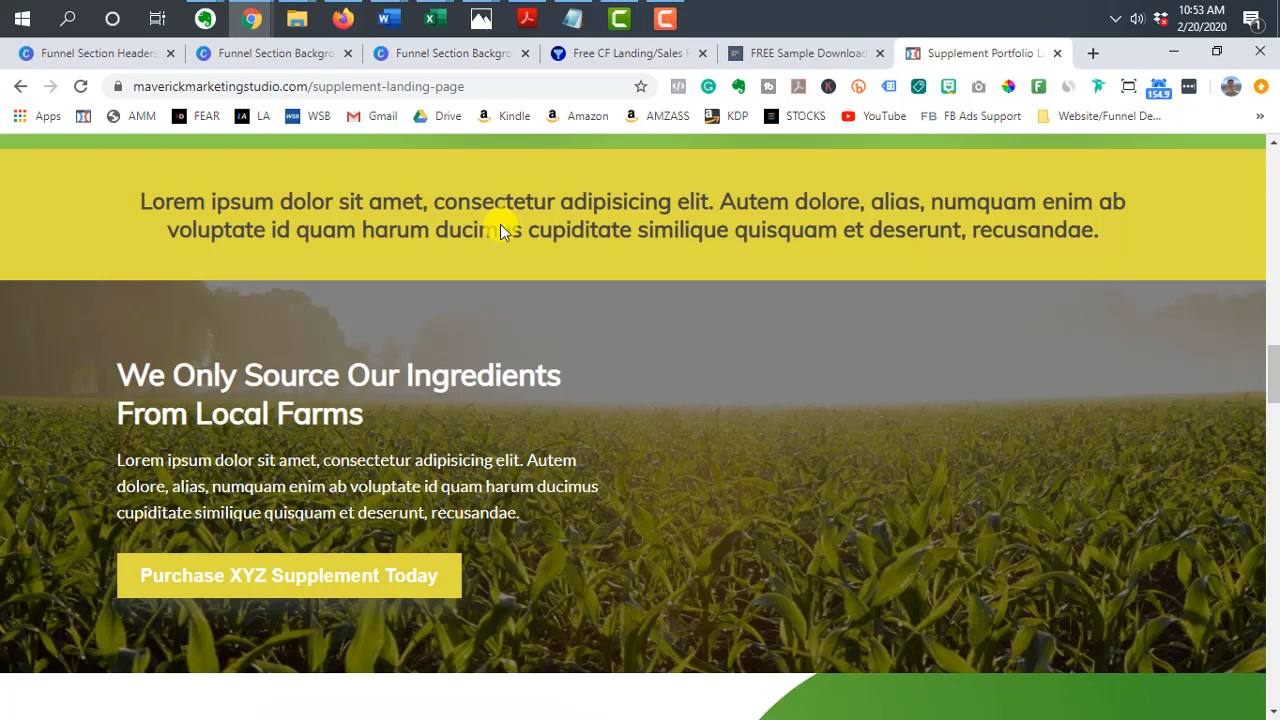 10:53 AM
2/20/2020
1
Funnel Section Headers
Funnel Section Backgro
Funnel Section Backgro
Free CF Landing/Sales P
FREE Sample Download
Supplement Portfolio L
maverickmarketingstudio.com/supplement-landing-page
154.9
Apps
AMM
FEAR
LA
WSB
Gmail
Drive
Kindle
Amazon
AMZASS
KDP
STOCKS
YouTube
FB Ads Support
Website/Funnel De...
Lorem ipsum dolor sit amet, consectetur adipisicing elit. Autem dolore, alias, numquam enim ab
voluptate id quam harum ducimus cupiditate similique quisquam et deserunt, recusandae.
We Only Source Our Ingredients
From Local Farms
Lorem ipsum dolor sit amet, consectetur adipisicing elit. Autem
dolore, alias, numquam enim ab voluptate id quam harum ducimus
cupiditate similique quisquam et deserunt, recusandae.
Purchase XYZ Supplement Today